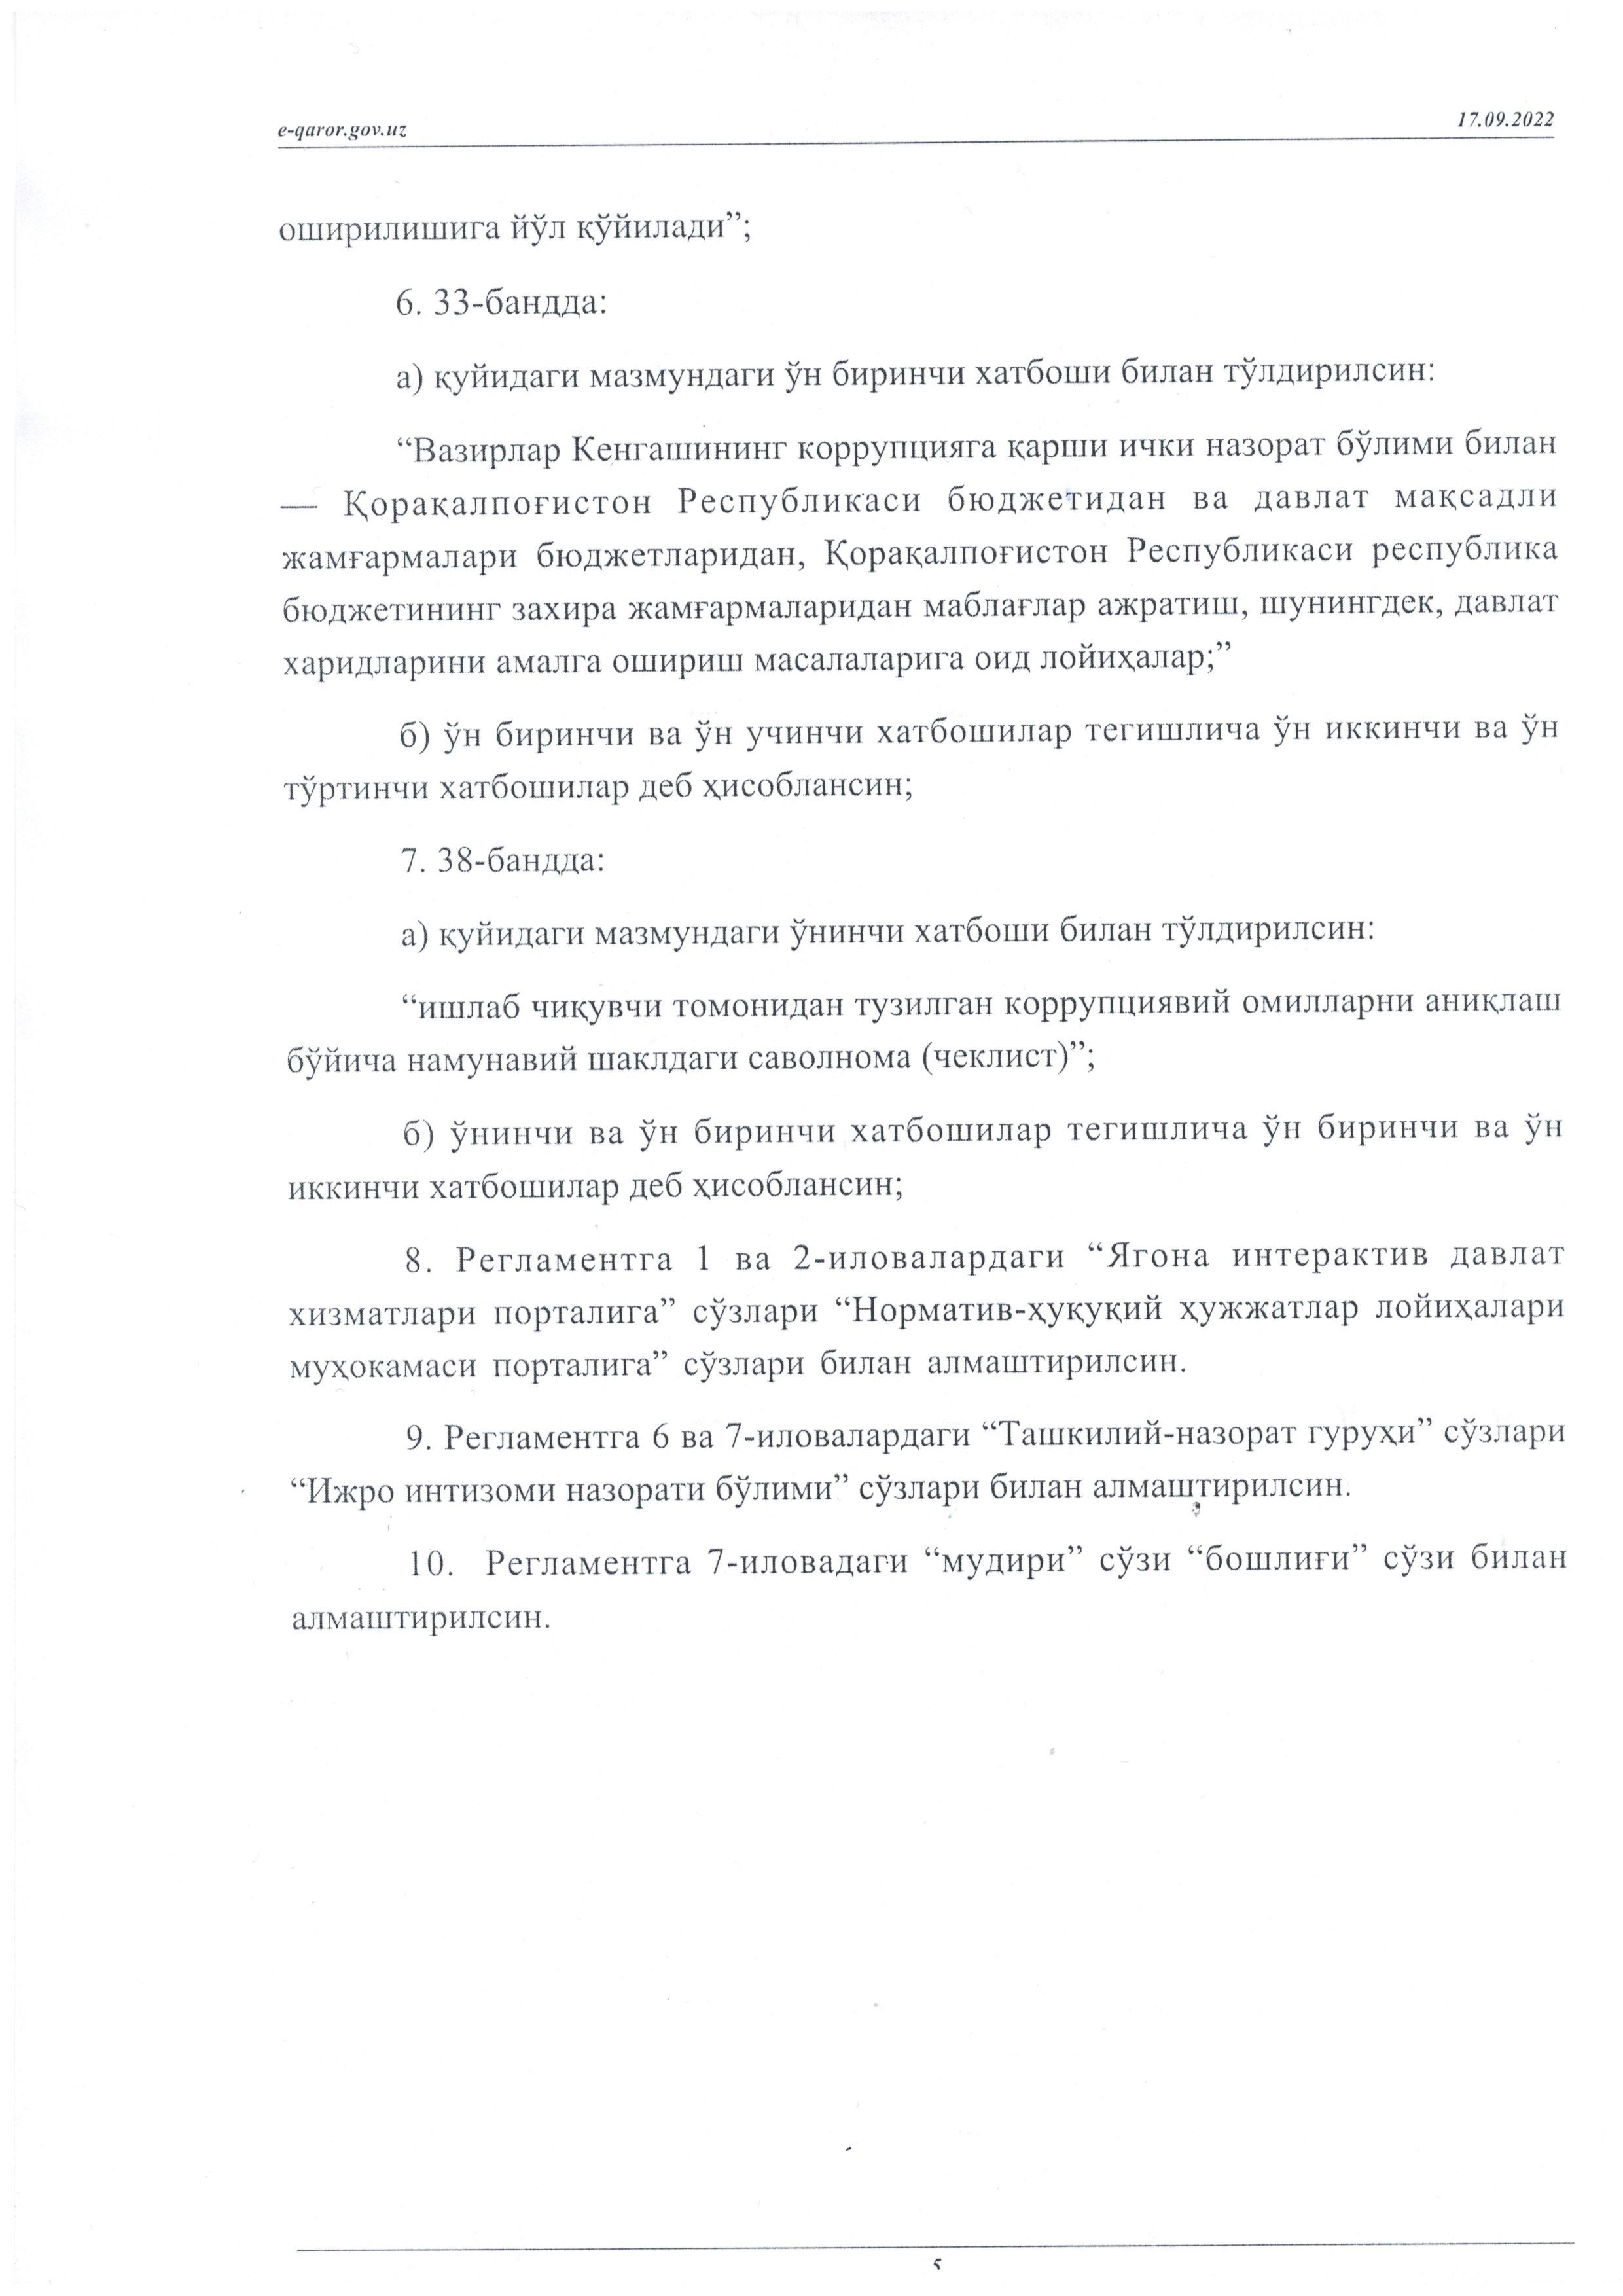 e-qaror.gov.uz
17.09.2022
оширилишига йўл қўйилади”;
6. 33-бандда:
а) қуйидаги мазмундаги ўн биринчи хатбоши билан тўлдирилсин:
“Вазирлар Кенгашининг коррупцияга қарши ички назорат бўлими билан
— Қорақалпоғистон Республикаси бюджетидан ва давлат мақсадли
жамғармалари бюджетларидан, Қорақалпоғистон Республикаси республика
бюджетининг захира жамғармаларидан маблағлар ажратиш, шунингдек, давлат
харидларини амалга ошириш масалаларига оид лойиҳалар;”
б) ўн биринчи ва ўн учинчи хатбошилар тегишлича ўн иккинчи ва ўн
тўртинчи хатбошилар деб ҳисоблансин;
7. 38-бандда:
а) қуйидаги мазмундаги ўнинчи хатбоши билан тўлдирилсин:
“ишлаб чиқувчи томонидан тузилган коррупциявий омилларни аниқлаш
бўйича намунавий шаклдаги саволнома (чеклист)”;
б) ўнинчи ва ўн биринчи хатбошилар тегишлича ўн биринчи ва ўн
иккинчи хатбошилар деб ҳисоблансин;
8. Регламентга 1 ва 2-иловалардаги “Ягона интерактив давлат
хизматлари порталига” сўзлари “Норматив-ҳуқуқий ҳужжатлар лойиҳалари
муҳокамаси порталига” сўзлари билан алмаштирилсин.
9. Регламентга 6 ва 7-иловалардаги “Ташкилий-назорат гуруҳи” сўзлари
“Ижро интизоми назорати бўлими” сўзлари билан алмаштирилсин.
10. Регламентга 7-иловадаги “мудири” сўзи “бошлиғи” сўзи билан
алмаштирилсин.
5